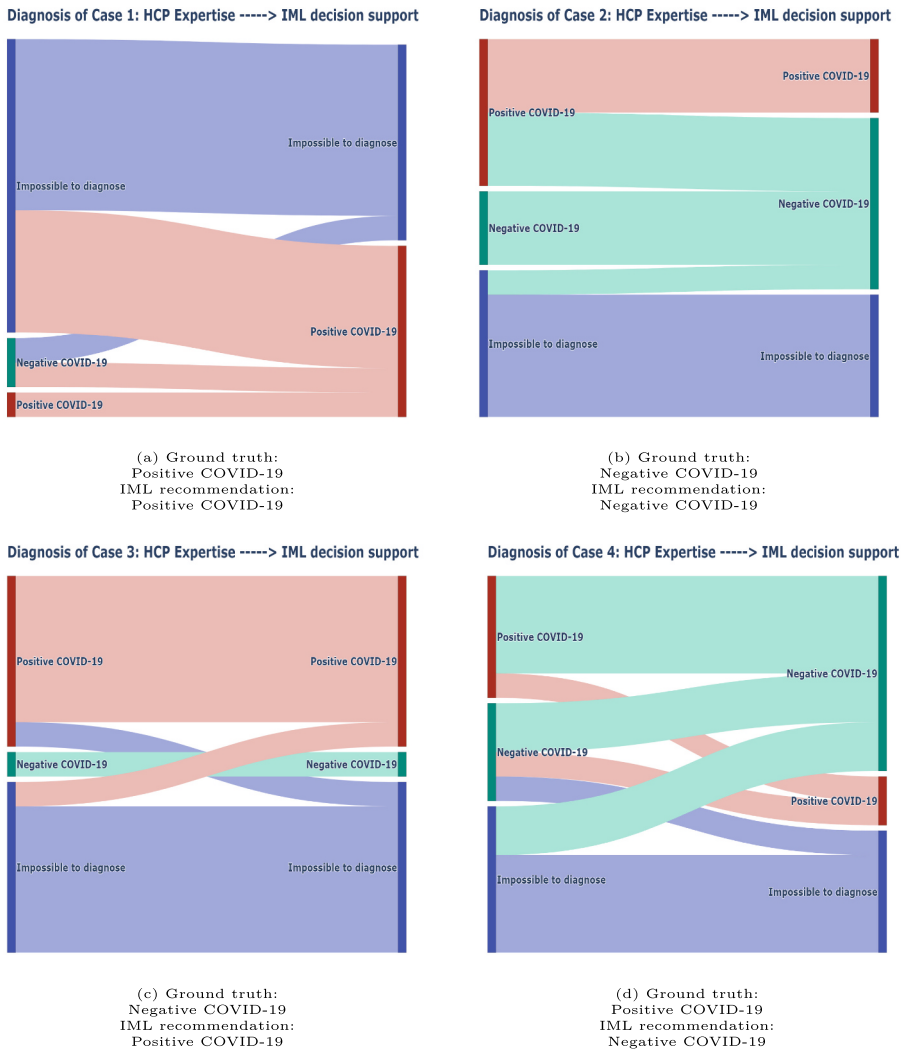 Diagnosis of Case 1: HCP Expertise -----> IML decision support
Impossible to diagnose
Impossible to diagnose
Positive COVID-19
Negative COVID-19
Positive COVID-19
(a) Ground truth:
Positive COVID-19
IML recommendation:
Positive COVID-19
Diagnosis of Case 2: HCP Expertise -----> IML decision support
Positive COVID-19
Positive COVID-19
Negative COVID-19
Negative COVID-19
Impossible to diagnose
Impossible to diagnose
(b) Ground truth:
Negative COVID-19
IML recommendation:
Negative COVID-19
Diagnosis of Case 3: HCP Expertise -----> IML decision support
Positive COVID-19
Positive COVID-19
Negative COVID-19
Negative COVID-19
Impossible to diagnose
Impossible to diagnose
(c) Ground truth:
Negative COVID-19
IML recommendation:
Positive COVID-19
Diagnosis of Case 4: HCP Expertise -----> IML decision support
Positive COVID-19
Negative COVID-19
Negative COVID-19
Positive COVID-19
Impossible to diagnose
Impossible to diagnose
(d) Ground truth:
Positive COVID-19
IML recommendation:
Negative COVID-19